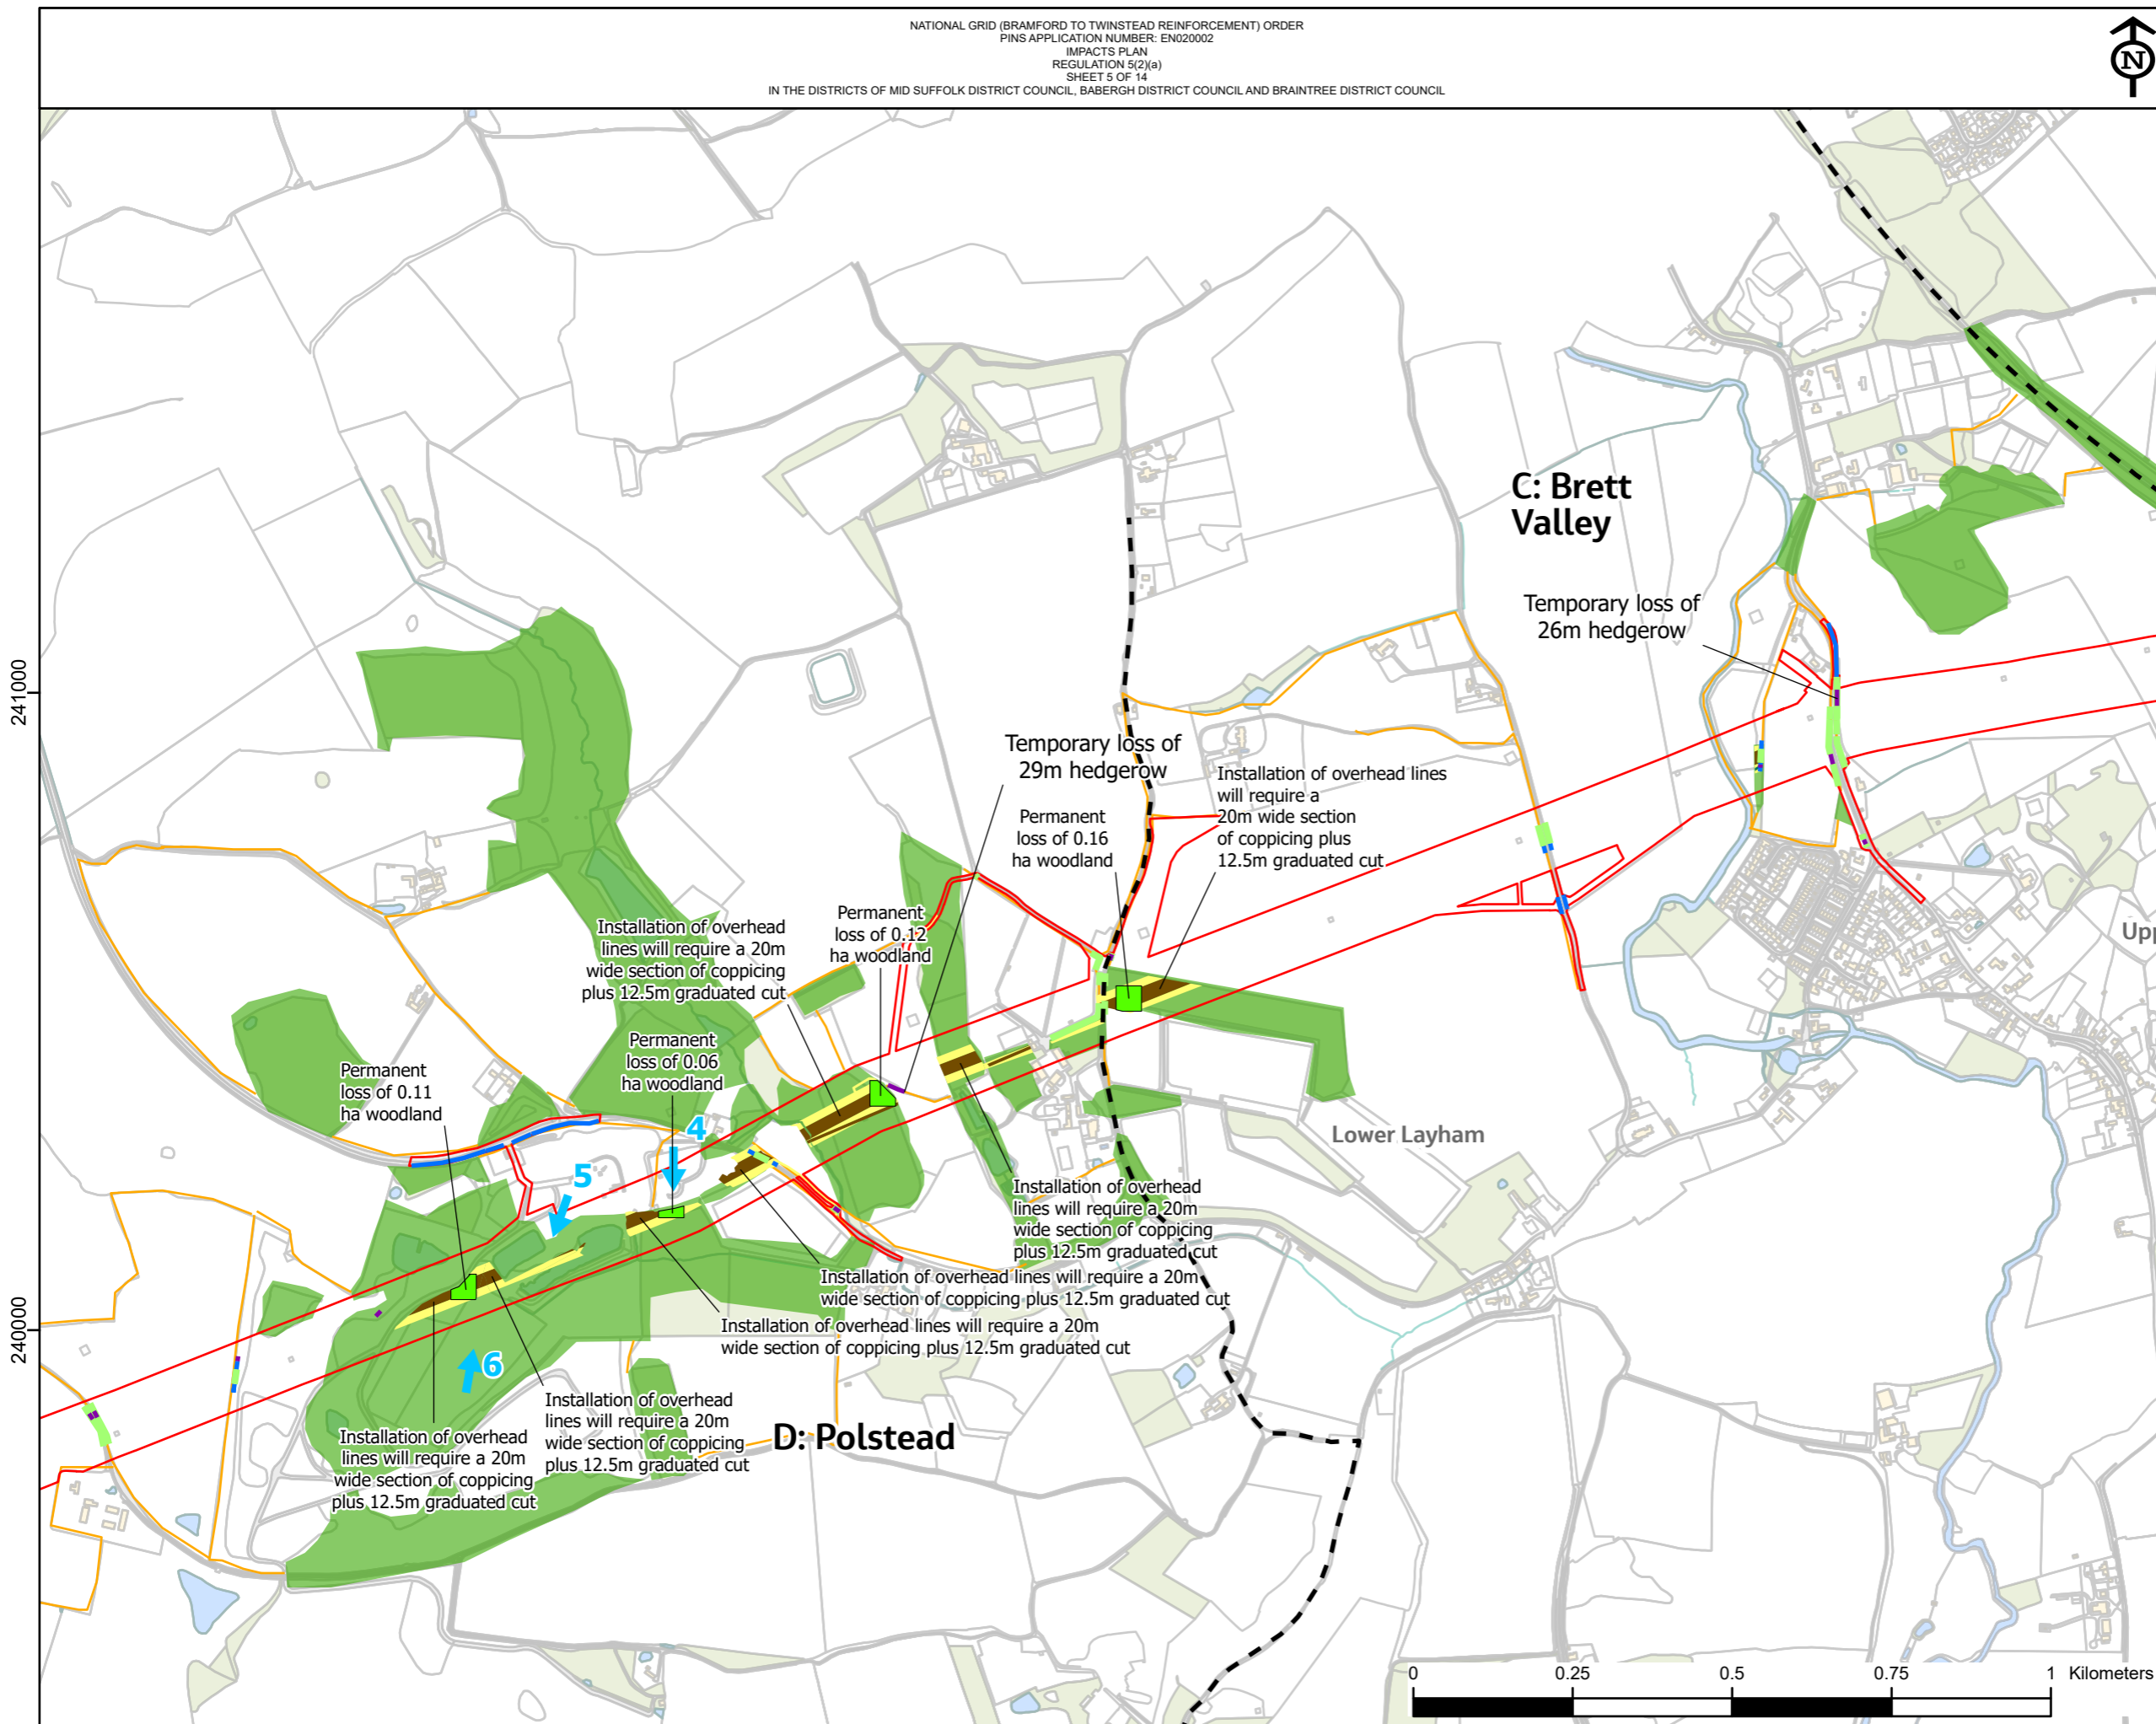 NATIONAL GRID (BRAMFORD TO TWINSTEAD REINFORCEMENT) ORDER
PINS APPLICATION NUMBER: EN020002
IMPACTS PLAN
REGULATION 5(2)(a)
SHEET 5 OF 14
IN THE DISTRICTS OF MID SUFFOLK DISTRICT COUNCIL, BABERGH DISTRICT COUNCIL AND BRAINTREE DISTRICT COUNCIL
N
C: Brett
Valley
Temporary loss of
26m hedgerow
241000
Temporary loss of
29m hedgerow
Installation of overhead lines
will require a
20m wide section
of coppicing plus
12.5m graduated cut
Permanent
loss of 0.16
ha woodland
Permanent
loss of 0.12
ha woodland
Installation of overhead
lines will require a 20m
wide section of coppicing
plus 12.5m graduated cut
Upp
Permanent
loss of 0.06
ha woodland
Permanent
loss of 0.11
ha woodland
4
5
Lower Layham
Installation of overhead
lines will require a 20m
wide section of coppicing
plus 12.5m graduated cut
Installation of overhead lines will require a 20m
wide section of coppicing plus 12.5m graduated cut
Installation of overhead lines will require a 20m
wide section of coppicing plus 12.5m graduated cut
240000
6
Installation of overhead
lines will require a 20m
wide section of coppicing
plus 12.5m graduated cut
D: Polstead
Installation of overhead
lines will require a 20m
wide section of coppicing
plus 12.5m graduated cut
0 0.25 0.5 0.75 1 Kilometers